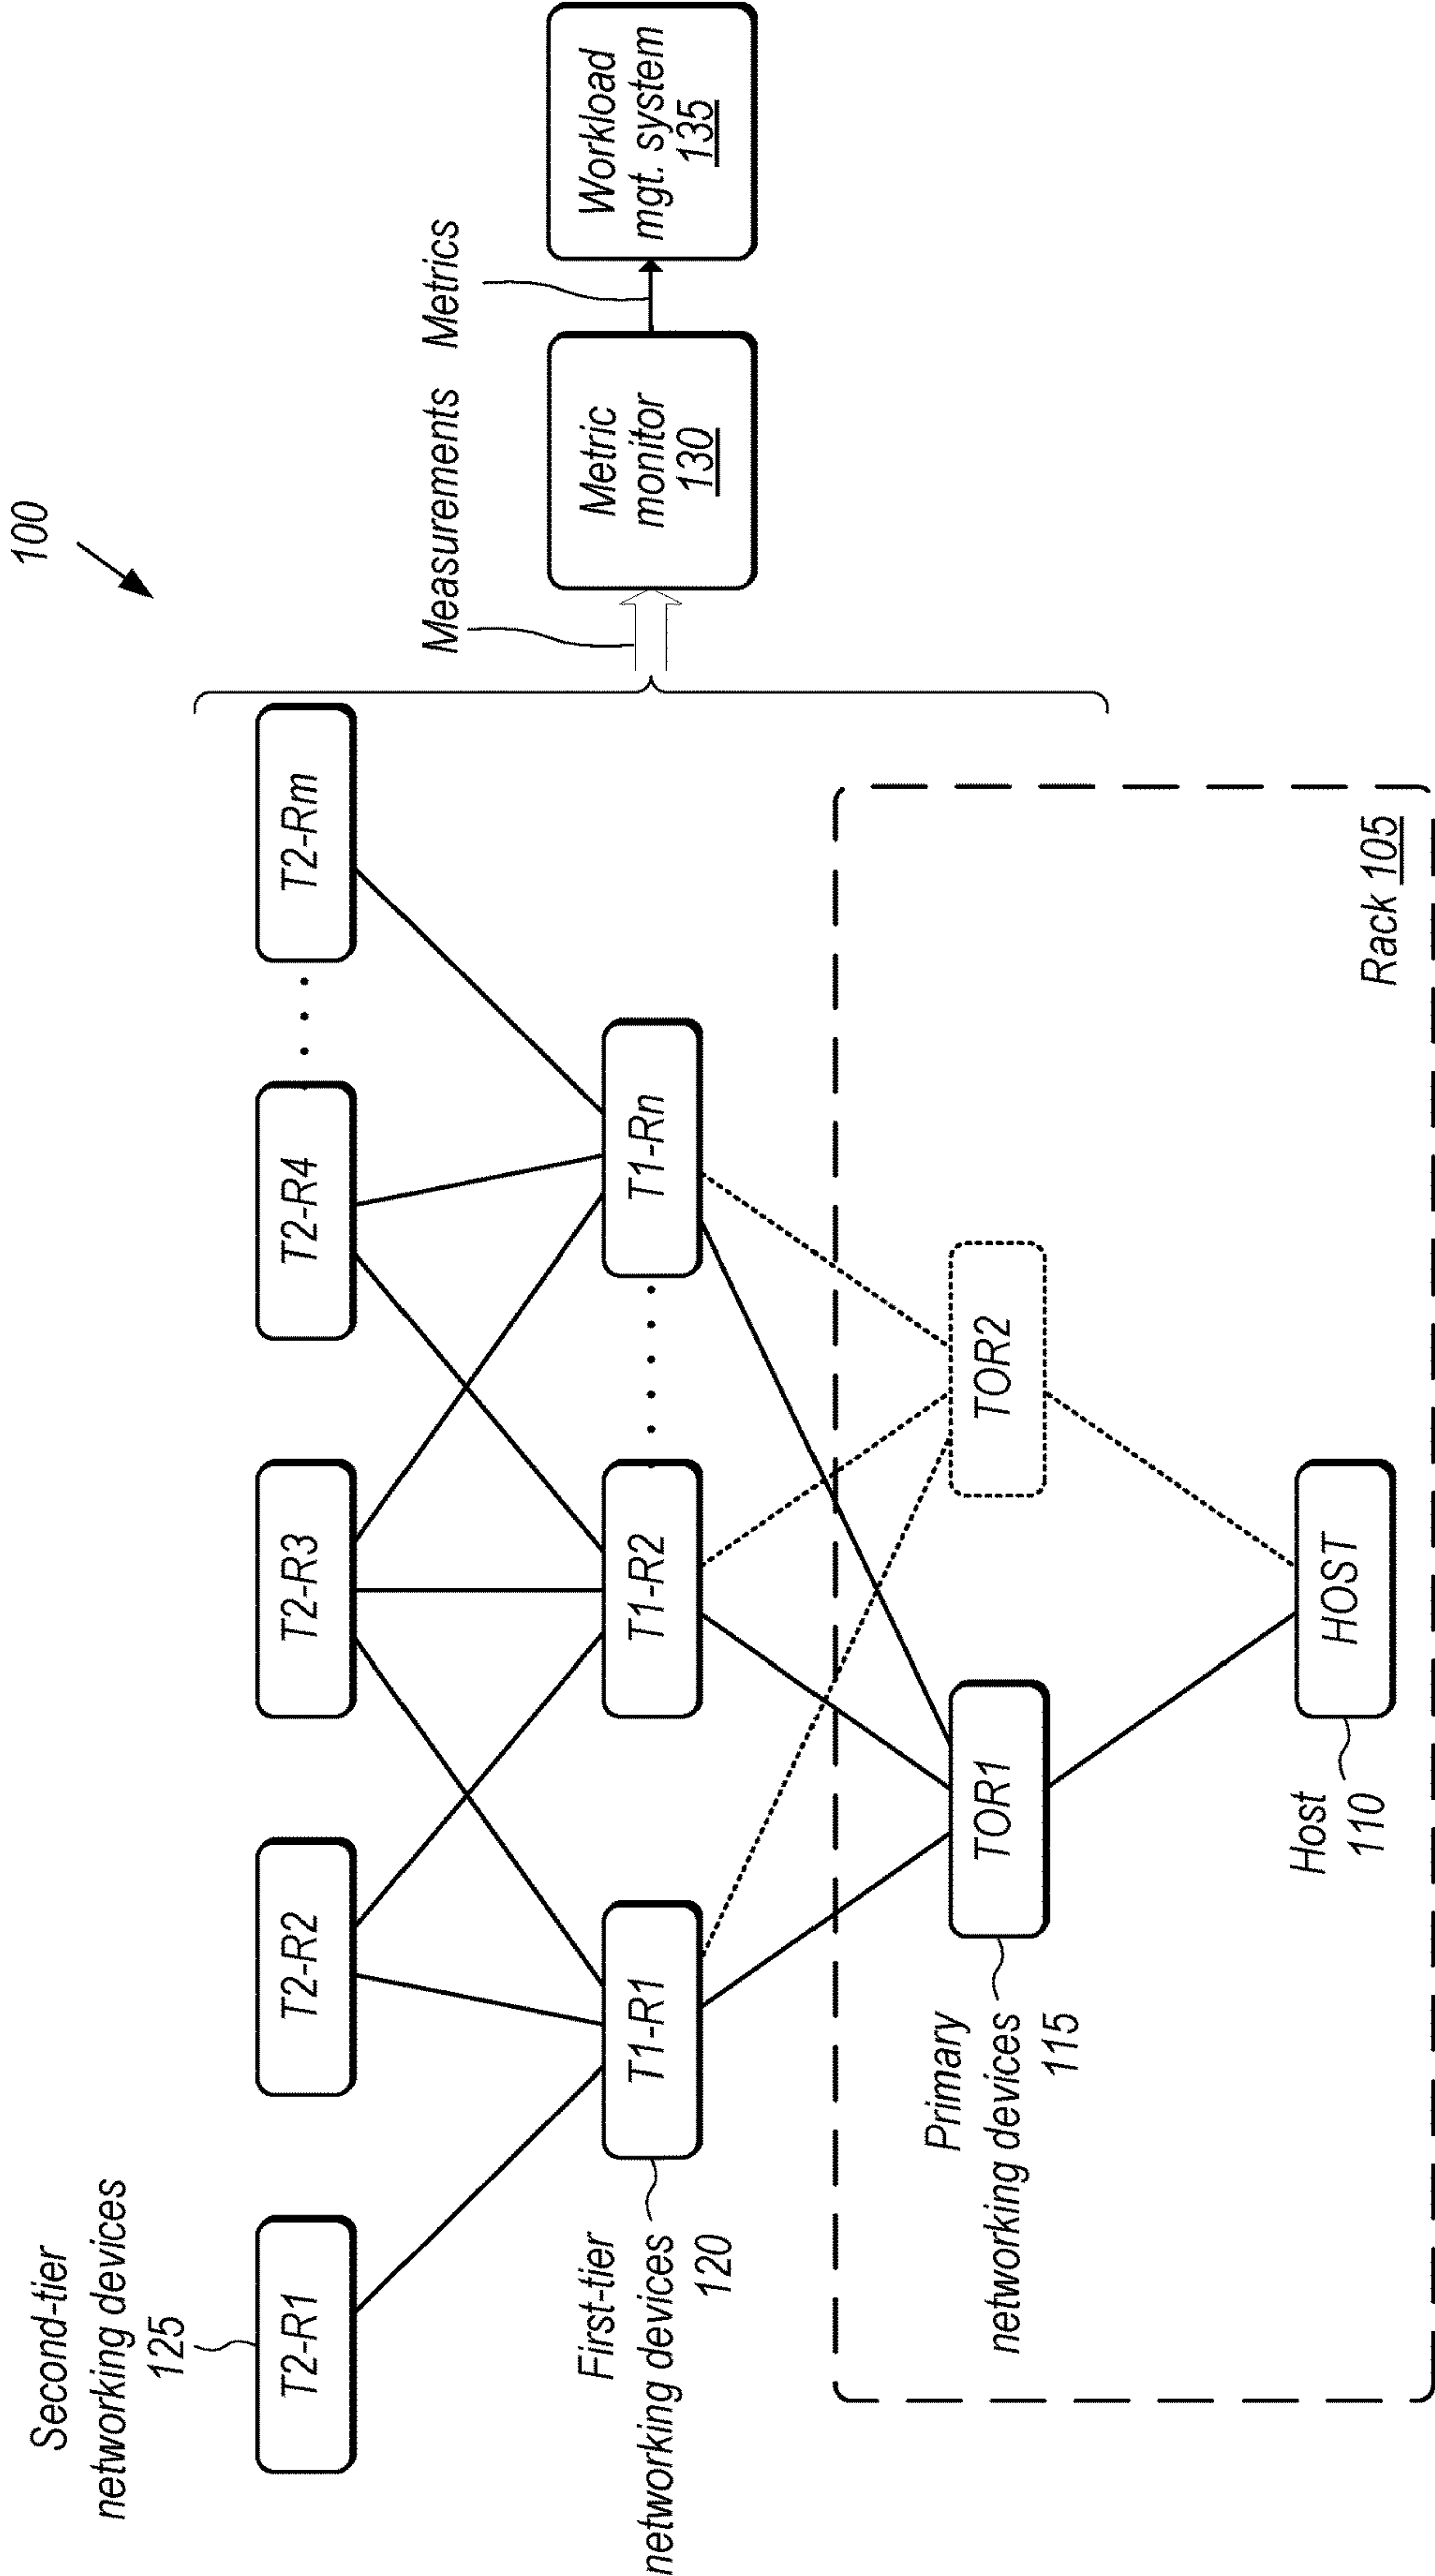 100
Second-tier
networking devices
125
T2-R1
T2-R2
T2-R3
T2-R4
T2-Rm
First-tier
networking devices
120
T1-R1
T1-R2
T1-Rn
Measurements
Metrics
Metric
monitor
130
Workload
mgt. system
135
Primary
networking devices
115
TOR1
TOR2
Host
110
HOST
Rack 105